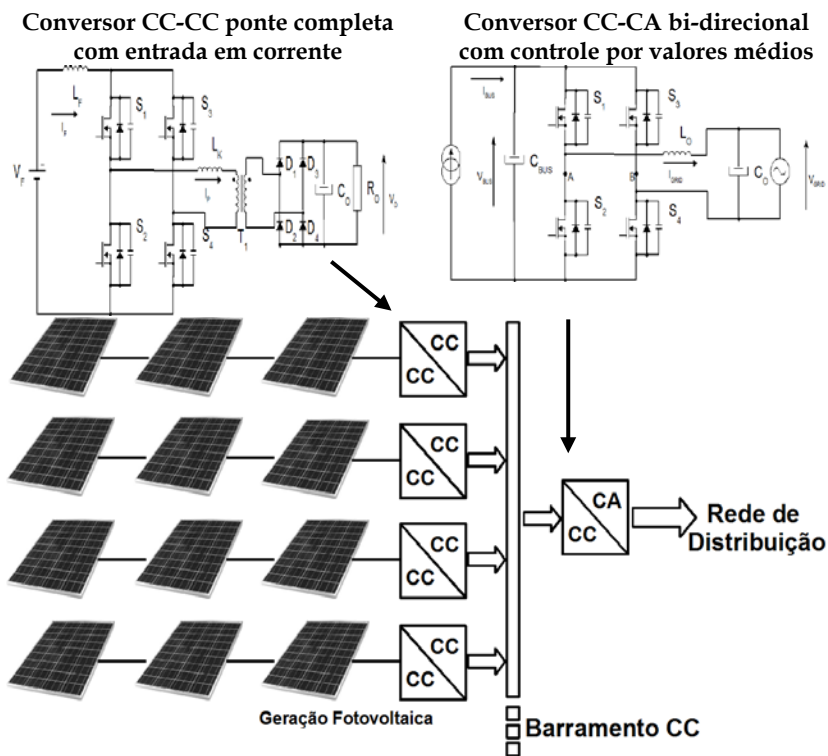 Conversor CC-CC ponte completa
com entrada em corrente
Conversor CC-CA bi-direcional
com controle por valores médios
L_F
I_F
V_F
S_1
S_3
L_K
I_P
S_2
S_4
T_1
D_1
D_3
D_2
D_4
C_O
R_O
V_O
I_BUS
V_BUS
C_BUS
S_1
S_3
A
B
L_O
I_GRID
C_O
V_GRID
S_2
S_4
CC
CC
CC
CC
CC
CC
CC
CC
CA
CC
Rede de
Distribuição
Geração Fotovoltaica
Barramento CC